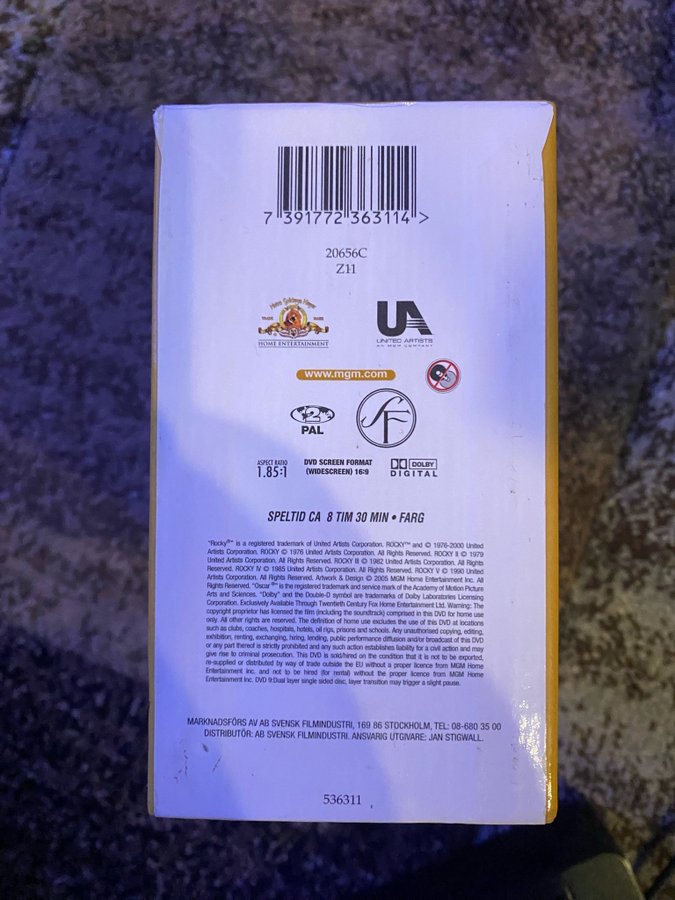 7 391772 363114 >
20656C
Z11
Metro Goldwyn Mayer
TRADE MARK
HOME ENTERTAINMENT
UA
UNITED ARTISTS
AN MGM COMPANY
www.mgm.com
2
PAL
SF
ASPECT RATIO
1.85:1
DVD SCREEN FORMAT
(WIDESCREEN) 16:9
DOLBY
DIGITAL
SPELTID CA 8 TIM 30 MIN • FÄRG
"Rocky®" is a registered trademark of United Artists Corporation. ROCKY™ and © 1976-2000 United
Artists Corporation. ROCKY © 1976 United Artists Corporation. All Rights Reserved. ROCKY II © 1979
United Artists Corporation. All Rights Reserved. ROCKY III © 1982 United Artists Corporation. All Rights
Reserved. ROCKY IV © 1985 United Artists Corporation. All Rights Reserved. ROCKY V © 1990 United
Artists Corporation. All Rights Reserved. Artwork & Design © 2005 MGM Home Entertainment Inc. All
Rights Reserved. "Oscar®" is the registered trademark and service mark of the Academy of Motion Picture
Arts and Sciences. "Dolby" and the Double-D symbol are trademarks of Dolby Laboratories Licensing
Corporation. Exclusively Available Through Twentieth Century Fox Home Entertainment Ltd. Warning: The
copyright proprietor has licensed the film (including the soundtrack) comprised in this DVD for home use
only. All other rights are reserved. The definition of home use excludes the use of this DVD at locations
such as clubs, coaches, hospitals, hotels, oil rigs, prisons and schools. Any unauthorised copying, editing,
exhibition, renting, exchanging, hiring, lending, public performance diffusion and/or broadcast of this DVD
or any part thereof is strictly prohibited and any such action establishes liability for a civil action and may
give rise to criminal prosecution. This DVD is sold/hired on the condition that it is not to be exported,
re-supplied or distributed by way of trade outside the EU without a proper licence from MGM Home
Entertainment Inc. and not to be hired (for rental) without the proper licence from MGM Home
Entertainment Inc. DVD 9:Dual layer single sided disc, layer transition may trigger a slight pause.
MARKNADSFÖRS AV AB SVENSK FILMINDUSTRI, 169 86 STOCKHOLM, TEL: 08-680 35 00
DISTRIBUTÖR: AB SVENSK FILMINDUSTRI. ANSVARIG UTGIVARE: JAN STIGWALL.
536311